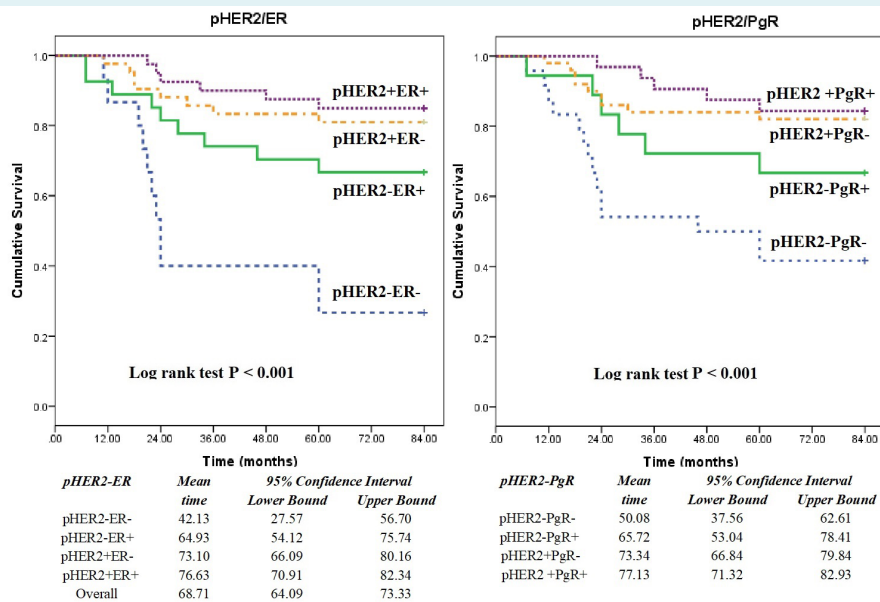 pHER2/ER
Cumulative Survival
1.0
0.8
0.6
0.4
0.2
0.0
pHER2+ER+
pHER2+ER-
pHER2-ER+
pHER2-ER-
Log rank test P < 0.001
.00 12.00 24.00 36.00 48.00 60.00 72.00 84.00
Time (months)
pHER2-ER Mean time 95% Confidence Interval
Lower Bound Upper Bound
pHER2-ER- 42.13 27.57 56.70
pHER2-ER+ 64.93 54.12 75.74
pHER2+ER- 73.10 66.09 80.16
pHER2+ER+ 76.63 70.91 82.34
Overall 68.71 64.09 73.33
pHER2/PgR
Cumulative Survival
1.0
0.8
0.6
0.4
0.2
0.0
pHER2 +PgR+
pHER2+PgR-
pHER2-PgR+
pHER2-PgR-
Log rank test P < 0.001
.00 12.00 24.00 36.00 48.00 60.00 72.00 84.00
Time (months)
pHER2-PgR Mean time 95% Confidence Interval
Lower Bound Upper Bound
pHER2-PgR- 50.08 37.56 62.61
pHER2-PgR+ 65.72 53.04 78.41
pHER2+PgR- 73.34 66.84 79.84
pHER2 +PgR+ 77.13 71.32 82.93